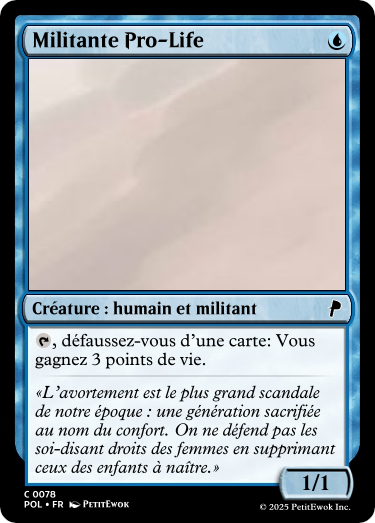 Militante Pro-Life
Créature : humain et militant
, défaussez-vous d'une carte: Vous
gagnez 3 points de vie.
«L'avortement est le plus grand scandale
de notre époque : une génération sacrifiée
au nom du confort. On ne défend pas les
soi-disant droits des femmes en supprimant
ceux des enfants à naître.»
1/1
C 0078
POL • FR PETITEWOK
© 2025 PetitEwok Inc.